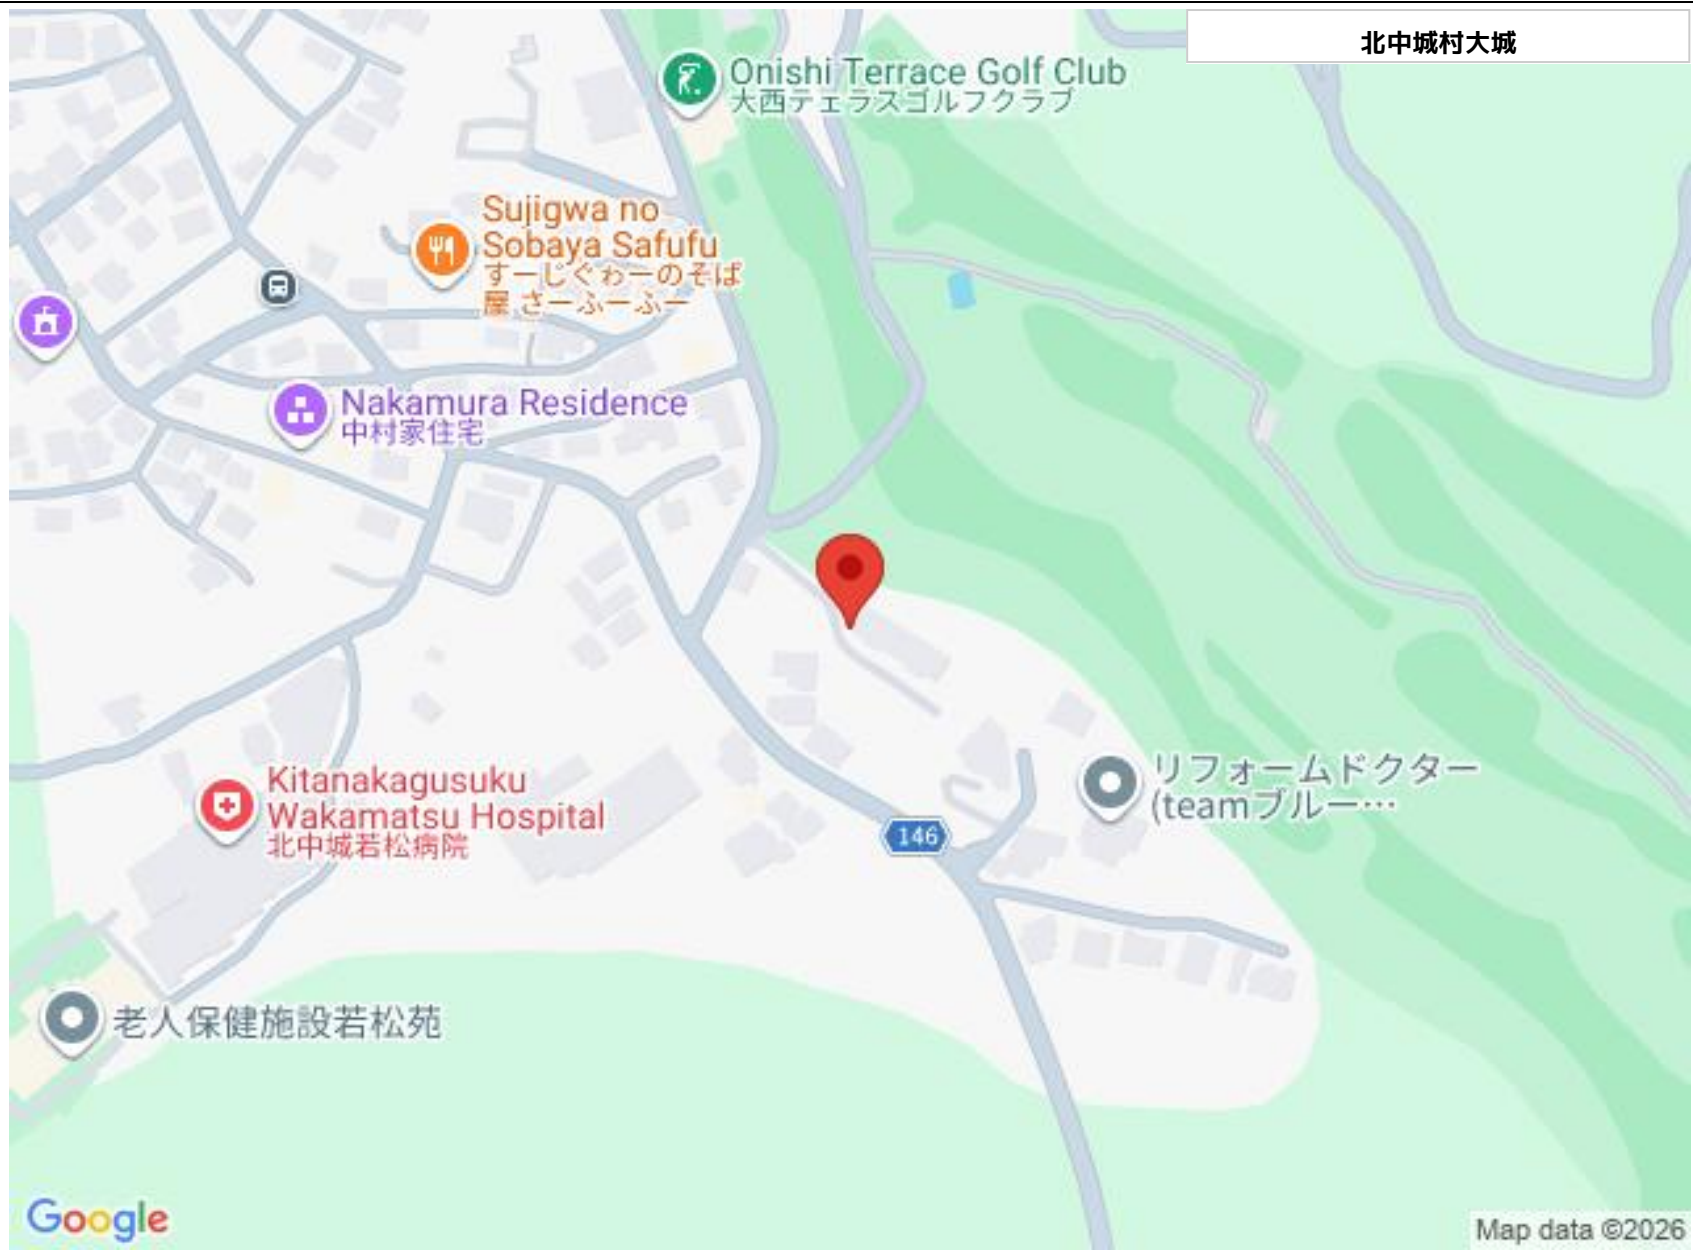 北中城村大城
Onishi Terrace Golf Club
大西テェラスゴルフクラブ
Sujigwa no
Sobaya Safufu
すーじぐゎーのそば
屋 さーふーふー
Nakamura Residence
中村家住宅
リフォームドクター
(teamブルー…
Kitanakagusuku
Wakamatsu Hospital
北中城若松病院
146
老人保健施設若松苑
Google
Map data ©2026